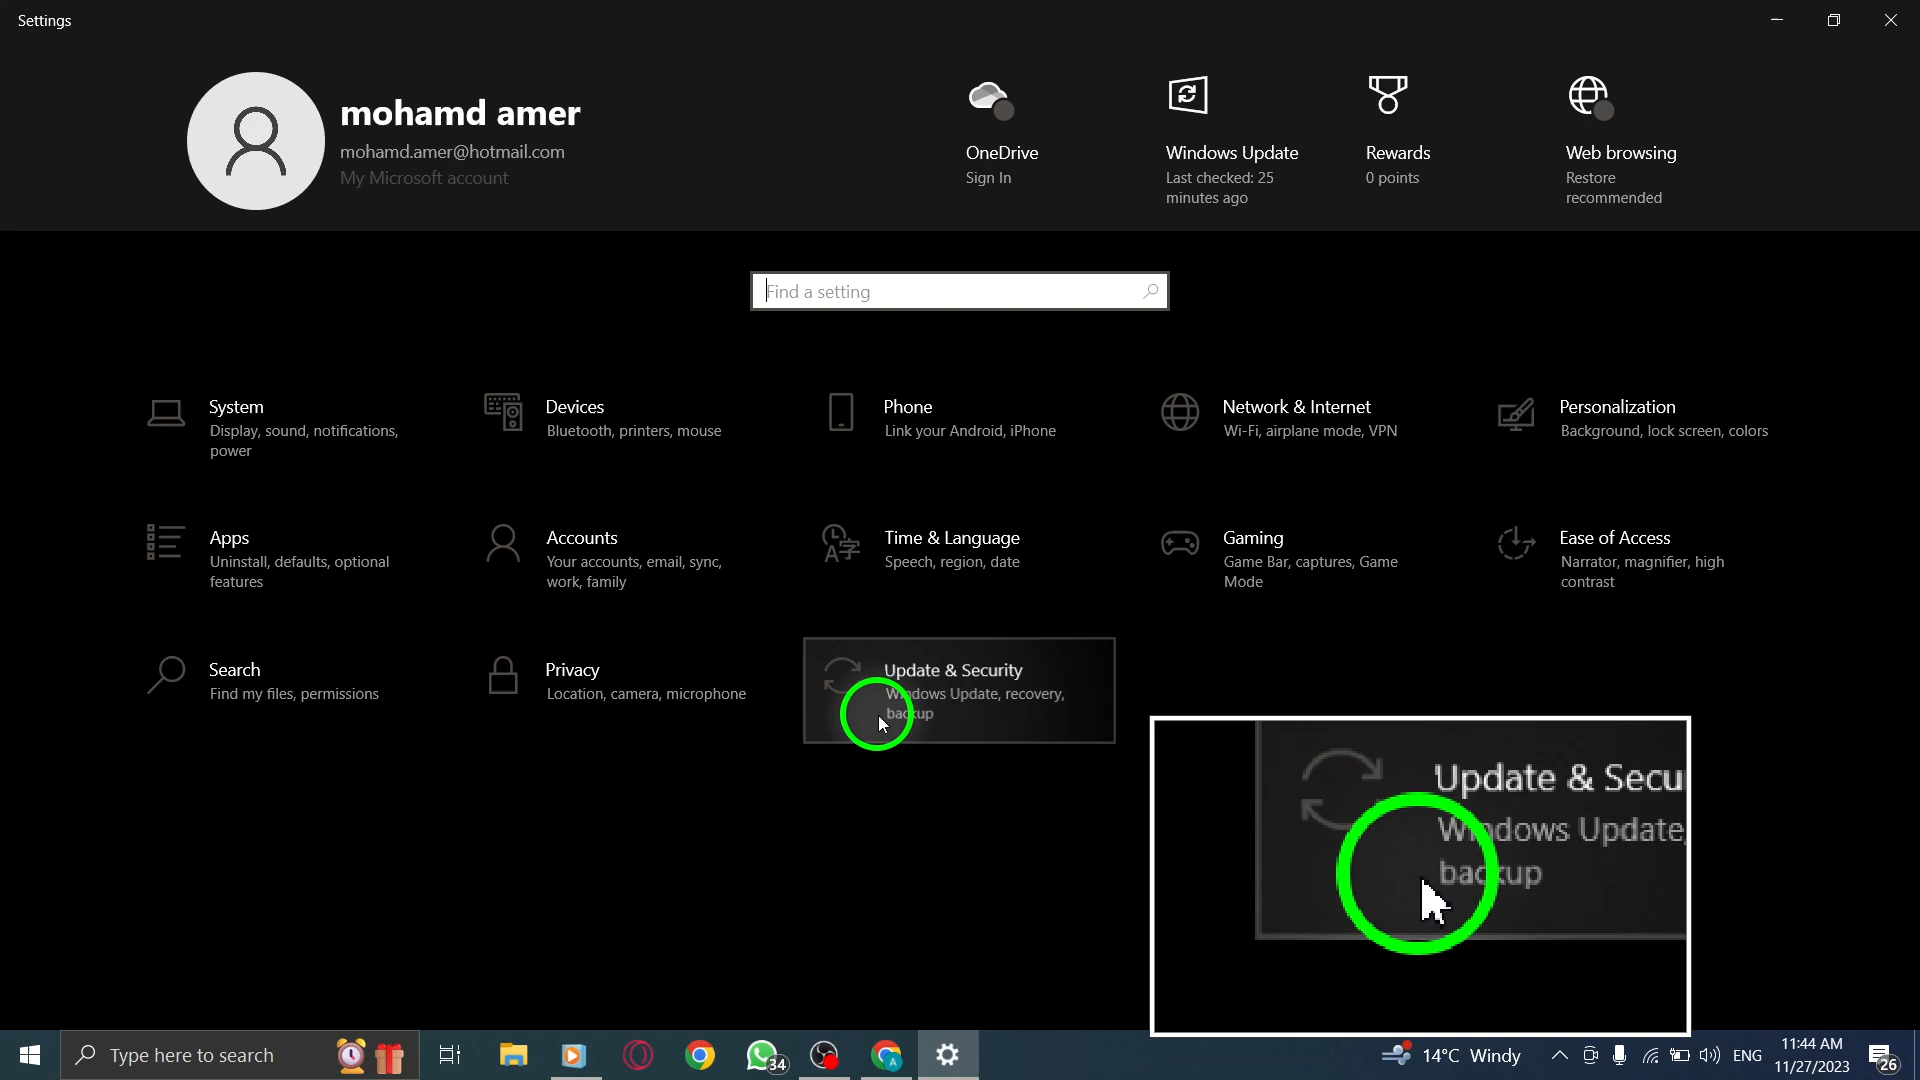 Settings
mohamd amer
mohamd.amer@hotmail.com
My Microsoft account
OneDrive
Sign In
Windows Update
Last checked: 25
minutes ago
Rewards
0 points
Web browsing
Restore
recommended
Find a setting
System
Display, sound, notifications,
power
Devices
Bluetooth, printers, mouse
Phone
Link your Android, iPhone
Network & Internet
Wi-Fi, airplane mode, VPN
Personalization
Background, lock screen, colors
Apps
Uninstall, defaults, optional
features
Accounts
Your accounts, email, sync,
work, family
Time & Language
Speech, region, date
Gaming
Game Bar, captures, Game
Mode
Ease of Access
Narrator, magnifier, high
contrast
Search
Find my files, permissions
Privacy
Location, camera, microphone
Update & Security
Windows Update, recovery,
backup
Update & Secu
Windows Update,
backup
Type here to search
34
A
14°C Windy
ENG
11:44 AM
11/27/2023
26